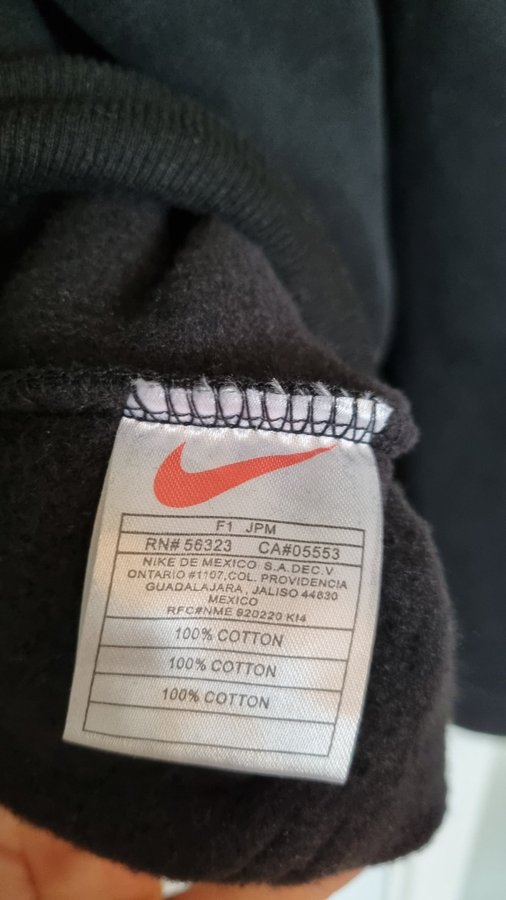 F1 JPM
RN# 56323 CA#05553
NIKE DE MEXICO S.A.DEC.V
ONTARIO #1107,COL. PROVIDENCIA
GUADALAJARA, JALISO 44630
MEXICO
RFC#NME 920220 KI4
100% COTTON
100% COTTON
100% COTTON